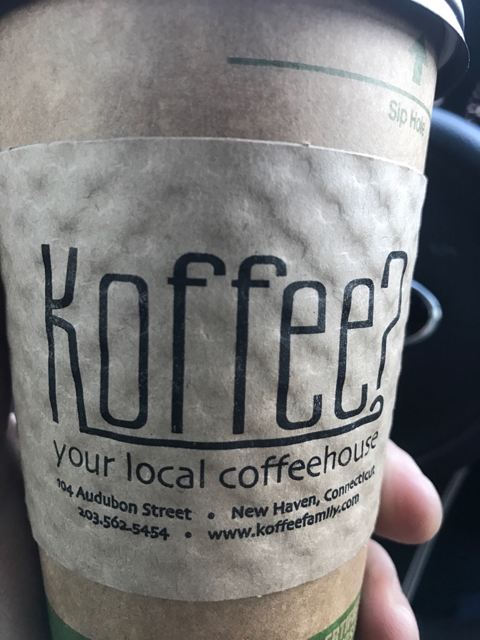 Sip Hole
Koffee?
your local coffeehouse
104 Audubon Street • New Haven, Connecticut
203.562.5454 • www.koffeefamily.com